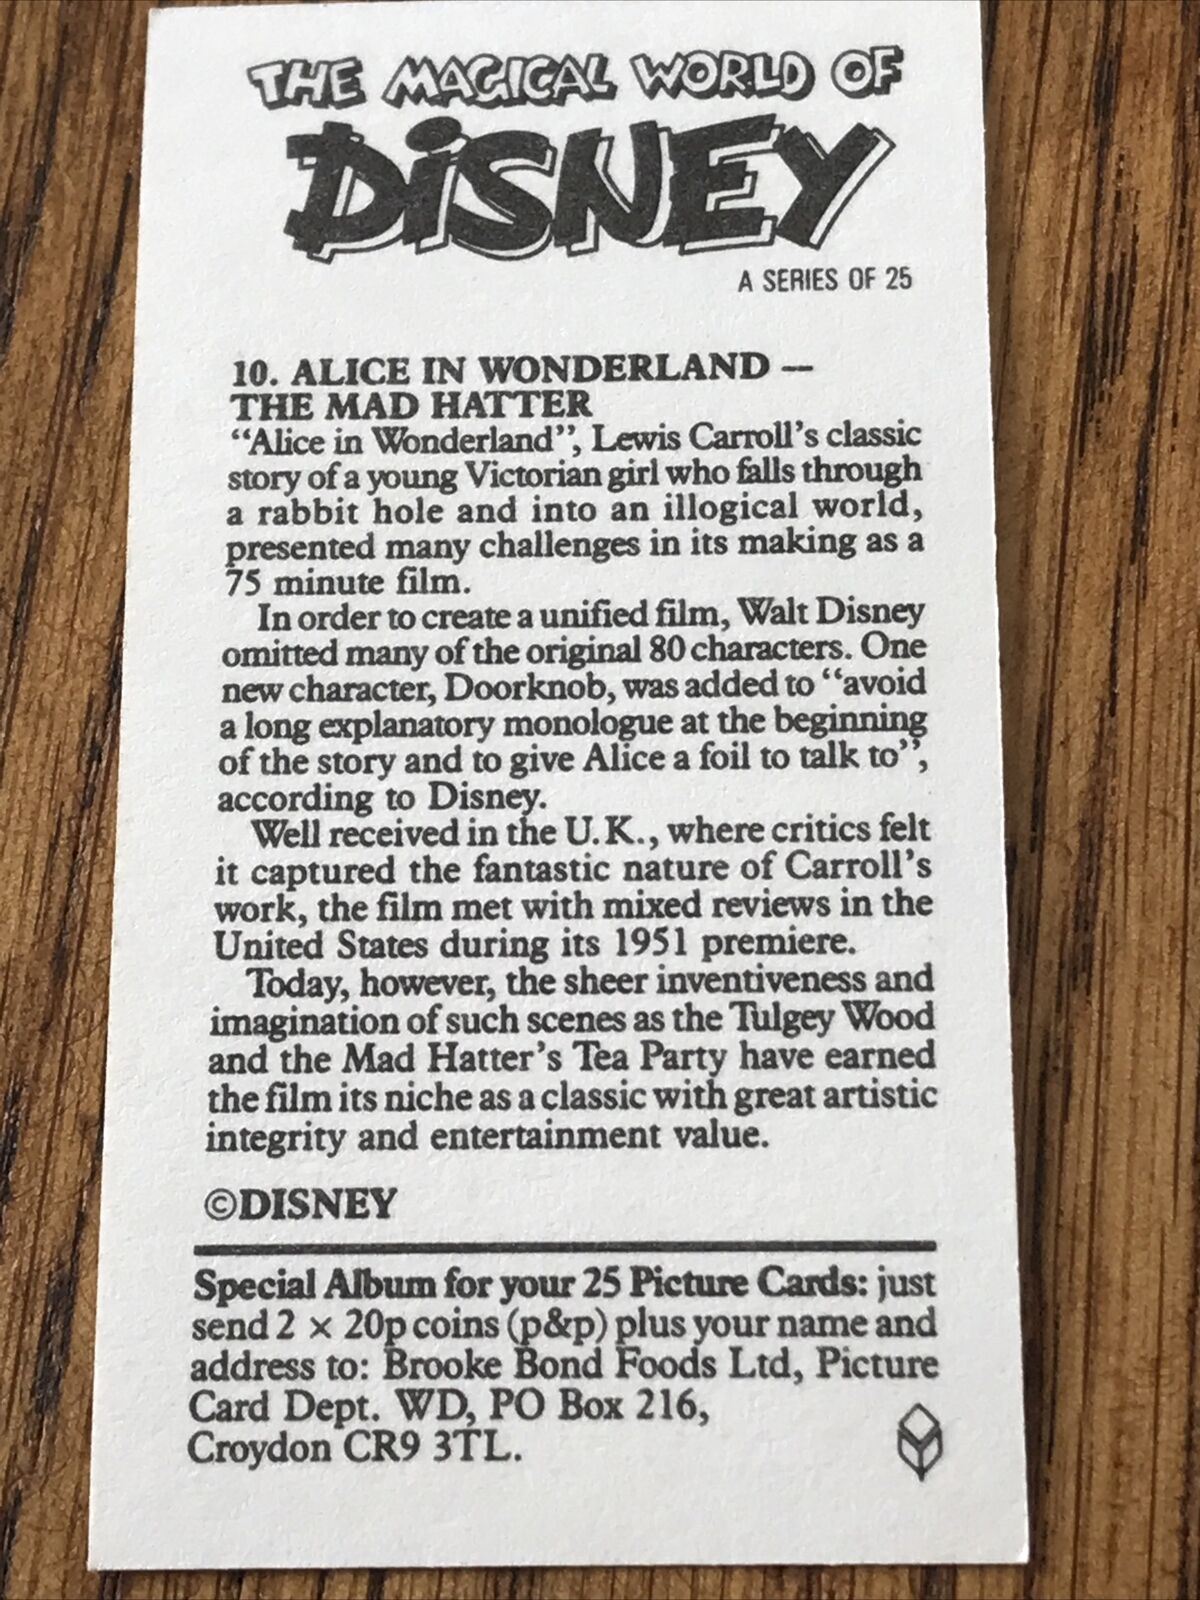 THE MAGICAL WORLD OF
DiSNEY
A SERIES OF 25
10. ALICE IN WONDERLAND —
THE MAD HATTER
“Alice in Wonderland”, Lewis Carroll’s classic
story of a young Victorian girl who falls through
a rabbit hole and into an illogical world,
presented many challenges in its making as a
75 minute film.
In order to create a unified film, Walt Disney
omitted many of the original 80 characters. One
new character, Doorknob, was added to “avoid
a long explanatory monologue at the beginning
of the story and to give Alice a foil to talk to”,
according to Disney.
Well received in the U.K., where critics felt
it captured the fantastic nature of Carroll’s
work, the film met with mixed reviews in the
United States during its 1951 premiere.
Today, however, the sheer inventiveness and
imagination of such scenes as the Tulgey Wood
and the Mad Hatter’s Tea Party have earned
the film its niche as a classic with great artistic
integrity and entertainment value.
©DISNEY
Special Album for your 25 Picture Cards: just
send 2 × 20p coins (p&p) plus your name and
address to: Brooke Bond Foods Ltd, Picture
Card Dept. WD, PO Box 216,
Croydon CR9 3TL.